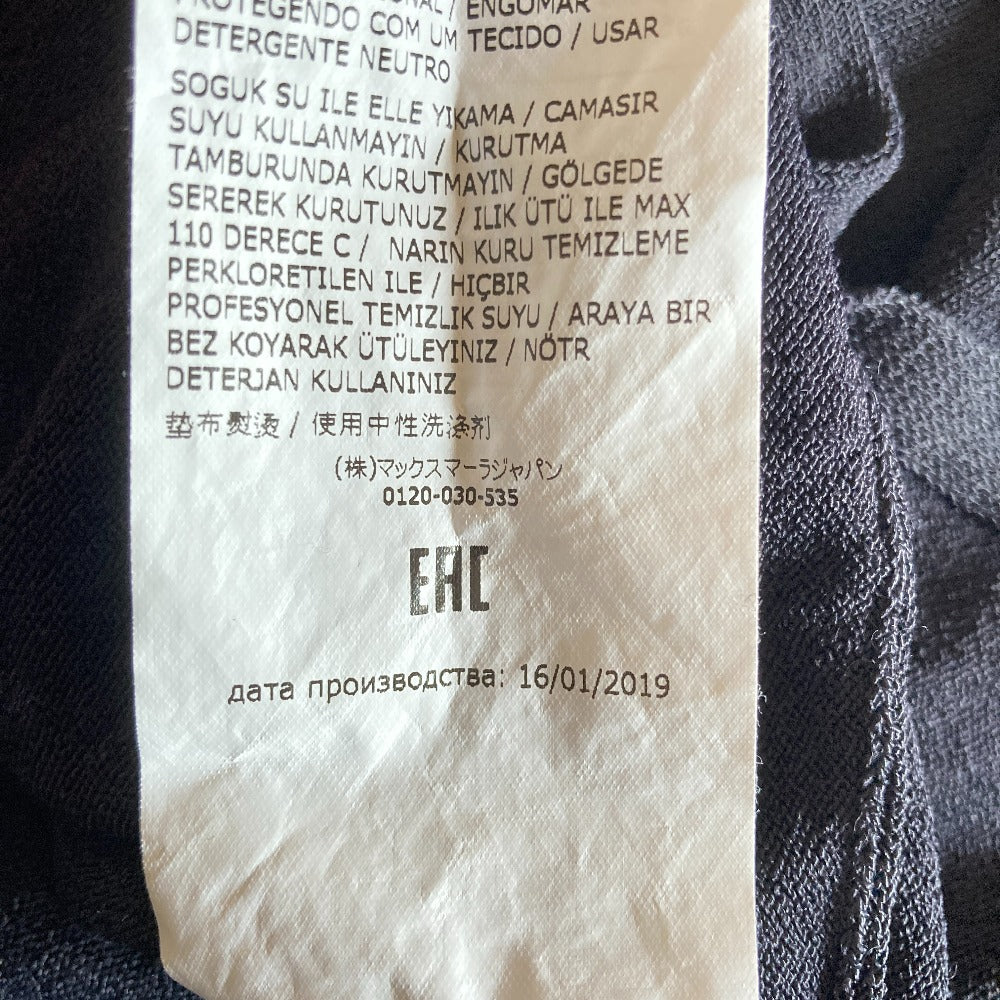 / ENGOMAR
PROTEGENDO COM UM TECIDO / USAR
DETERGENTE NEUTRO
SOGUK SU ILE ELLE YIKAMA / CAMASIR
SUYU KULLANMAYIN / KURUTMA
TAMBURUNDA KURUTMAYIN / GÖLGEDE
SEREREK KURUTUNUZ / ILIK ÜTÜ ILE MAX
110 DERECE C / NARIN KURU TEMIZLEME
PERKLORETILEN ILE / HIÇBIR
PROFESYONEL TEMIZLIK SUYU / ARAYA BIR
BEZ KOYARAK ÜTÜLEYINIZ / NÖTR
DETERJAN KULLANINIZ
垫布熨烫 / 使用中性洗涤剂
(株)マックスマーラジャパン
0120-030-535
EAC
дата производства: 16/01/2019